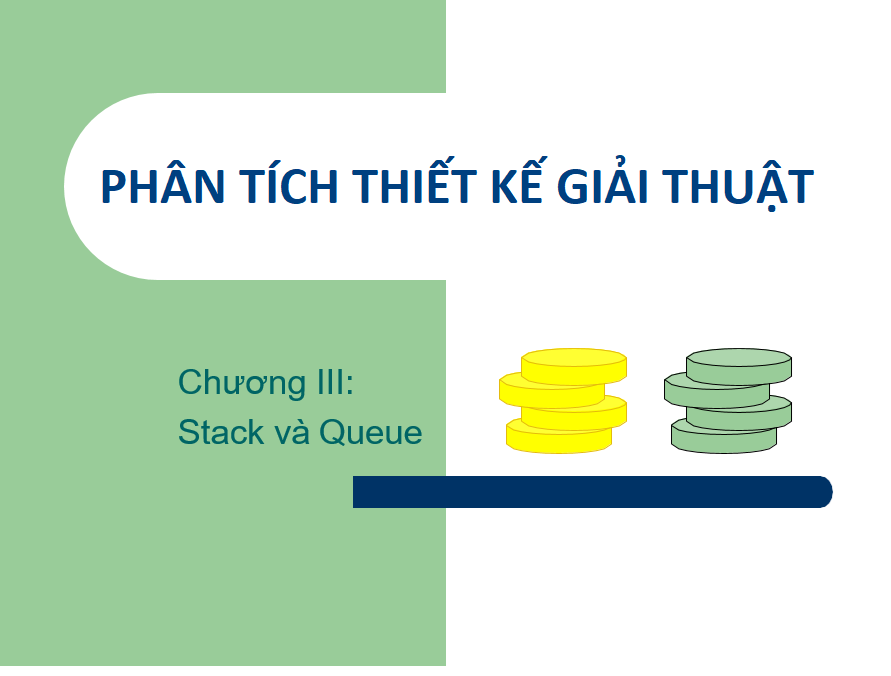 PHÂN TÍCH THIẾT KẾ GIẢI THUẬT
Chương III:
Stack và Queue